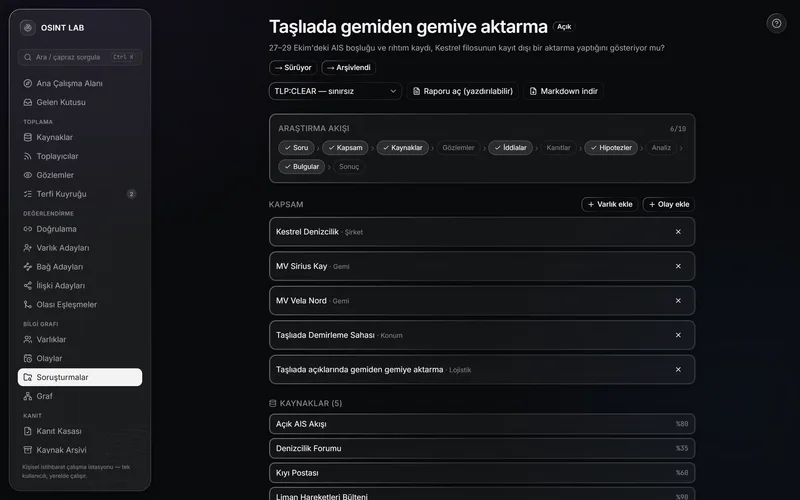 OSINT LAB
Ara / çapraz sorgula
Ctrl K
Ana Çalışma Alanı
Gelen Kutusu
TOPLAMA
Kaynaklar
Toplayıcılar
Gözlemler
Terfi Kuyruğu 2
DEĞERLENDİRME
Doğrulama
Varlık Adayları
Bağ Adayları
İlişki Adayları
Olası Eşleşmeler
BİLGİ GRAFI
Varlıklar
Olaylar
Soruşturmalar
Graf
KANIT
Kanıt Kasası
Kaynak Arşivi
Kişisel istihbarat çalışma istasyonu — tek
kullanıcı, yerelde çalışır.
Taşlıada gemiden gemiye aktarma Açık
27–29 Ekim'deki AIS boşluğu ve rıhtım kaydı, Kestrel filosunun kayıt dışı bir aktarma yaptığını gösteriyor mu?
→ Sürüyor → Arşivlendi
TLP:CLEAR — sınırsız
Raporu aç (yazdırılabilir)
Markdown indir
ARAŞTIRMA AKIŞI 6/10
✓ Soru › ✓ Kapsam › ✓ Kaynaklar › Gözlemler › ✓ İddialar › Kanıtlar › ✓ Hipotezler › Analiz ›
✓ Bulgular › Sonuç
KAPSAM + Varlık ekle + Olay ekle
Kestrel Denizcilik · Şirket ×
MV Sirius Kay · Gemi ×
MV Vela Nord · Gemi ×
Taşlıada Demirleme Sahası · Konum ×
Taşlıada açıklarında gemiden gemiye aktarma · Lojistik ×
KAYNAKLAR (5)
Açık AIS Akışı %80
Denizcilik Forumu %35
Kıyı Postası %60
Liman Hareketleri Bülteni %90